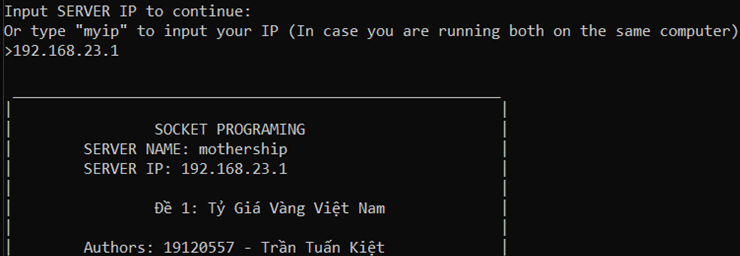 Input SERVER IP to continue:
Or type "myip" to input your IP (In case you are running both on the same computer)
>192.168.23.1
SOCKET PROGRAMING
SERVER NAME: mothership
SERVER IP: 192.168.23.1
Đề 1: Tỷ Giá Vàng Việt Nam
Authors: 19120557 - Trần Tuấn Kiệt